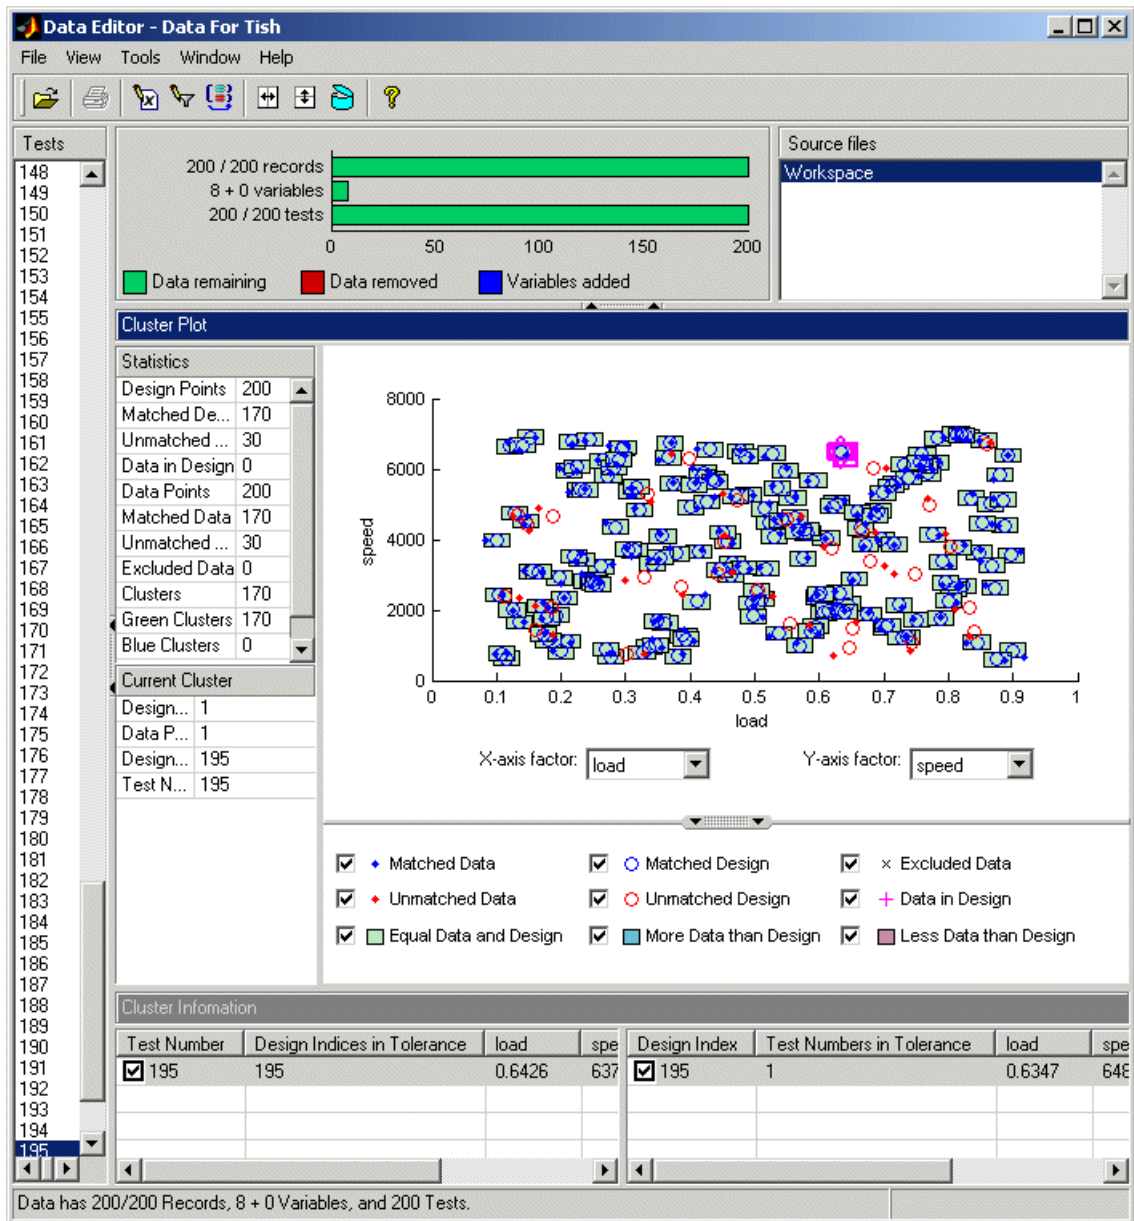 Data Editor - Data For Tish
File View Tools Window Help
Tests
148
149
150
151
152
153
154
155
156
157
158
159
160
161
162
163
164
165
166
167
168
169
170
171
172
173
174
175
176
177
178
179
180
181
182
183
184
185
186
187
188
189
190
191
192
193
194
195
200 / 200 records
8 + 0 variables
200 / 200 tests
0 50 100 150 200
Data remaining Data removed Variables added
Source files
Workspace
Cluster Plot
Statistics
Design Points 200
Matched De... 170
Unmatched ... 30
Data in Design 0
Data Points 200
Matched Data 170
Unmatched ... 30
Excluded Data 0
Clusters 170
Green Clusters 170
Blue Clusters 0
Current Cluster
Design... 1
Data P... 1
Design... 195
Test N... 195
8000
6000
4000
2000
0
speed
0 0.1 0.2 0.3 0.4 0.5 0.6 0.7 0.8 0.9 1
load
X-axis factor: load Y-axis factor: speed
Matched Data Matched Design Excluded Data
Unmatched Data Unmatched Design Data in Design
Equal Data and Design More Data than Design Less Data than Design
Cluster Infomation
Test Number Design Indices in Tolerance load spe
195 195 0.6426 637
Design Index Test Numbers in Tolerance load spe
195 1 0.6347 648
Data has 200/200 Records, 8 + 0 Variables, and 200 Tests.